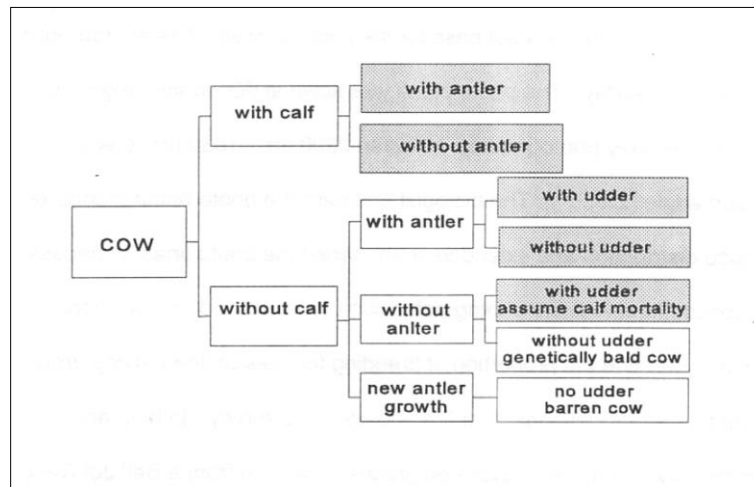 COW
with calf
with antler
without antler
without calf
with antler
with udder
without udder
without
anlter
with udder
assume calf mortality
without udder
genetically bald cow
new antler
growth
no udder
barren cow